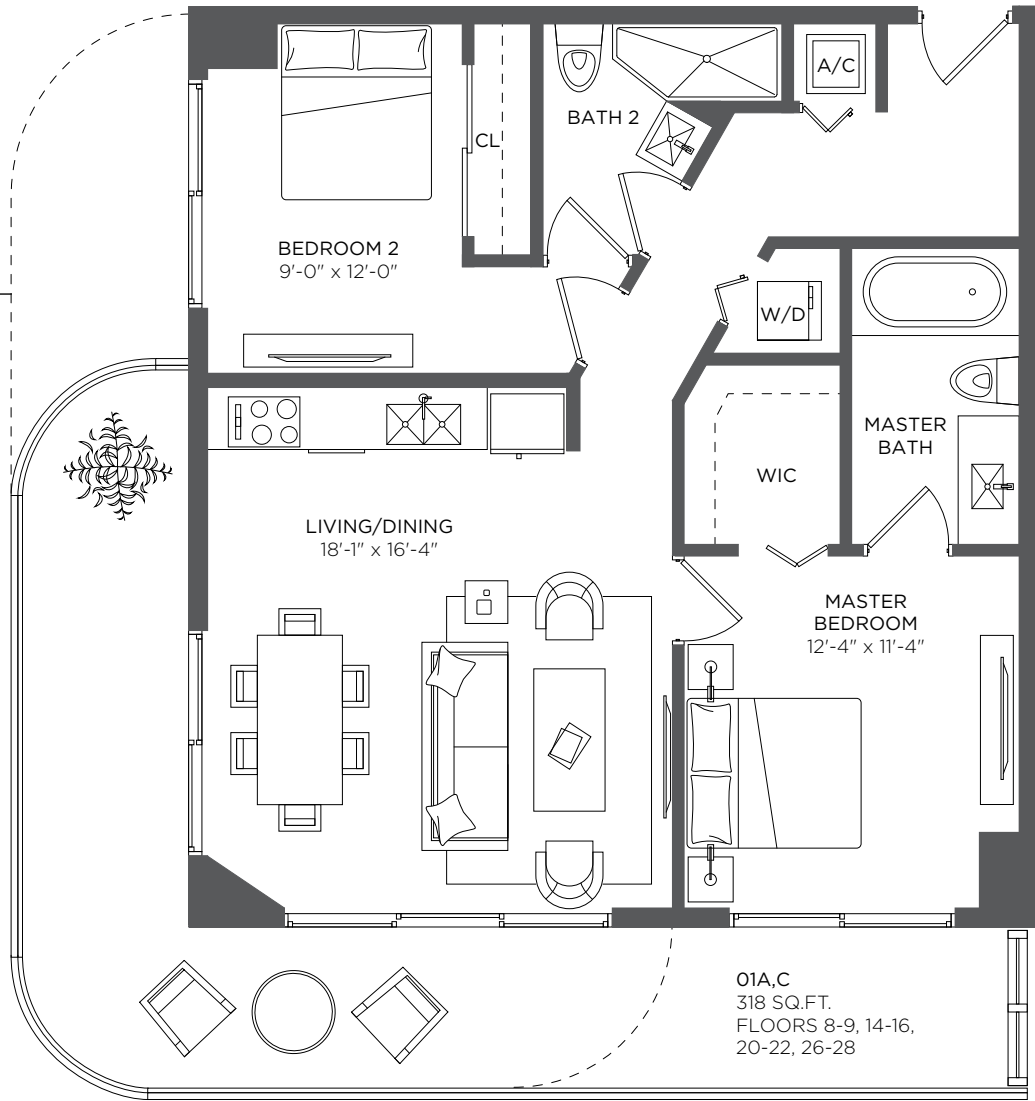 A/C
BATH 2
CL
BEDROOM 2
9'-0" x 12'-0"
W/D
MASTER
BATH
WIC
LIVING/DINING
18'-1" x 16'-4"
MASTER
BEDROOM
12'-4" x 11'-4"
01A,C
318 SQ.FT.
FLOORS 8-9, 14-16,
20-22, 26-28